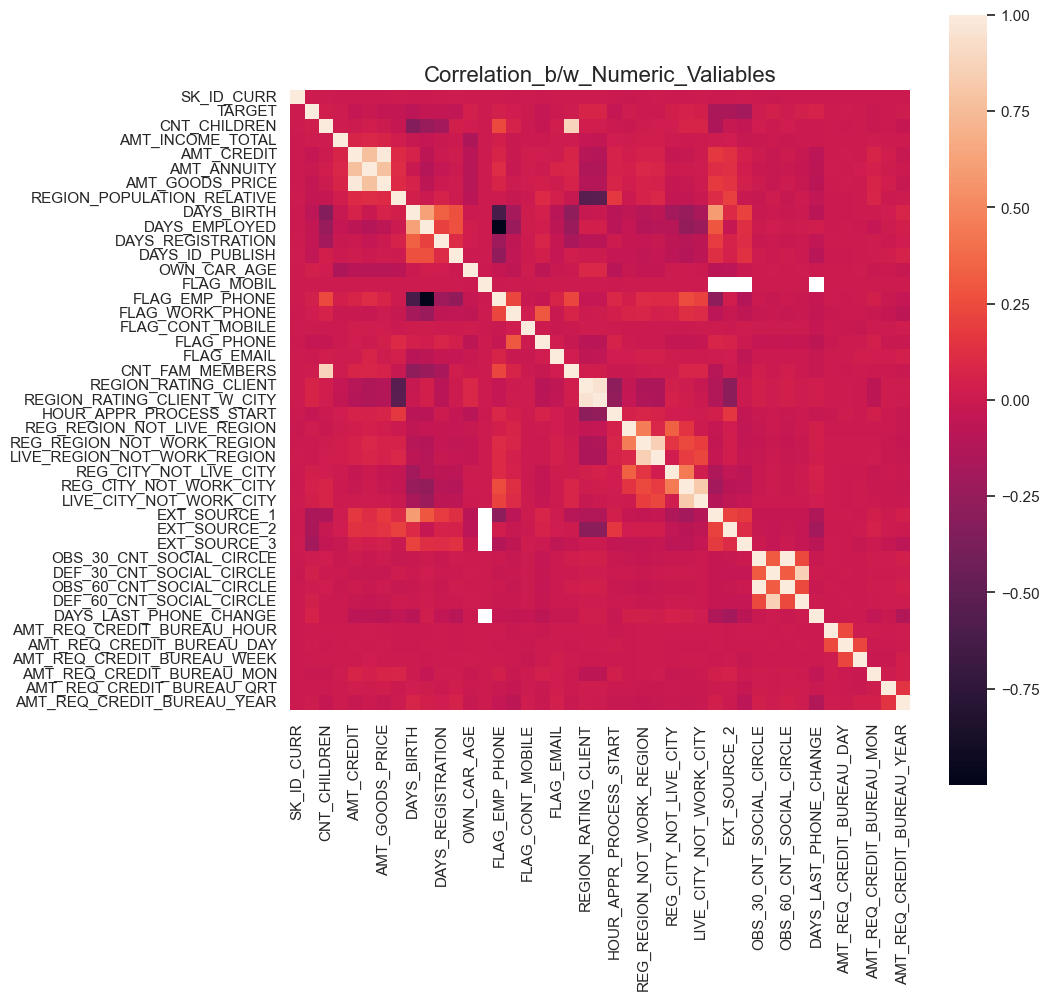 Correlation_b/w_Numeric_Valiables
SK_ID_CURR
TARGET
CNT_CHILDREN
AMT_INCOME_TOTAL
AMT_CREDIT
AMT_ANNUITY
AMT_GOODS_PRICE
REGION_POPULATION_RELATIVE
DAYS_BIRTH
DAYS_EMPLOYED
DAYS_REGISTRATION
DAYS_ID_PUBLISH
OWN_CAR_AGE
FLAG_MOBIL
FLAG_EMP_PHONE
FLAG_WORK_PHONE
FLAG_CONT_MOBILE
FLAG_PHONE
FLAG_EMAIL
CNT_FAM_MEMBERS
REGION_RATING_CLIENT
REGION_RATING_CLIENT_W_CITY
HOUR_APPR_PROCESS_START
REG_REGION_NOT_LIVE_REGION
REG_REGION_NOT_WORK_REGION
LIVE_REGION_NOT_WORK_REGION
REG_CITY_NOT_LIVE_CITY
REG_CITY_NOT_WORK_CITY
LIVE_CITY_NOT_WORK_CITY
EXT_SOURCE_1
EXT_SOURCE_2
EXT_SOURCE_3
OBS_30_CNT_SOCIAL_CIRCLE
DEF_30_CNT_SOCIAL_CIRCLE
OBS_60_CNT_SOCIAL_CIRCLE
DEF_60_CNT_SOCIAL_CIRCLE
DAYS_LAST_PHONE_CHANGE
AMT_REQ_CREDIT_BUREAU_HOUR
AMT_REQ_CREDIT_BUREAU_DAY
AMT_REQ_CREDIT_BUREAU_WEEK
AMT_REQ_CREDIT_BUREAU_MON
AMT_REQ_CREDIT_BUREAU_QRT
AMT_REQ_CREDIT_BUREAU_YEAR
SK_ID_CURR
CNT_CHILDREN
AMT_CREDIT
AMT_GOODS_PRICE
DAYS_BIRTH
DAYS_REGISTRATION
OWN_CAR_AGE
FLAG_EMP_PHONE
FLAG_CONT_MOBILE
FLAG_EMAIL
REGION_RATING_CLIENT
HOUR_APPR_PROCESS_START
REG_REGION_NOT_WORK_REGION
REG_CITY_NOT_LIVE_CITY
LIVE_CITY_NOT_WORK_CITY
EXT_SOURCE_2
OBS_30_CNT_SOCIAL_CIRCLE
OBS_60_CNT_SOCIAL_CIRCLE
DAYS_LAST_PHONE_CHANGE
AMT_REQ_CREDIT_BUREAU_DAY
AMT_REQ_CREDIT_BUREAU_MON
AMT_REQ_CREDIT_BUREAU_YEAR
1.00
0.75
0.50
0.25
0.00
−0.25
−0.50
−0.75